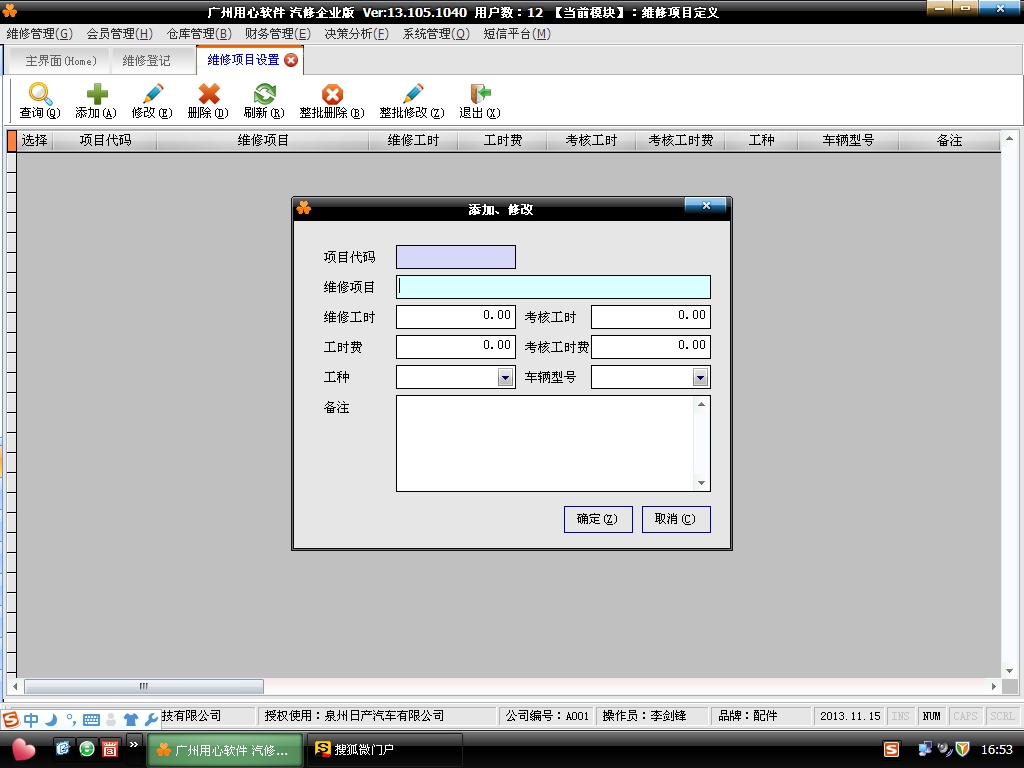 广州用心软件 汽修企业版 Ver:13.105.1040 用户数：12 【当前模块】：维修项目定义
维修管理(G) 会员管理(H) 仓库管理(B) 财务管理(E) 决策分析(F) 系统管理(Q) 短信平台(M)
主界面(Home) 维修登记 维修项目设置
查询(Q) 添加(A) 修改(E) 删除(D) 刷新(R) 整批删除(B) 整批修改(Z) 退出(X)
选择 项目代码 维修项目 维修工时 工时费 考核工时 考核工时费 工种 车辆型号 备注
添加、修改
项目代码
维修项目
维修工时 0.00 考核工时 0.00
工时费 0.00 考核工时费 0.00
工种 车辆型号
备注
确定(Z) 取消(C)
中 技有限公司 授权使用：泉州日产汽车有限公司 公司编号：A001 操作员：李剑锋 品牌：配件 2013.11.15 INS NUM CAPS SCRL
广州用心软件 汽修... 搜狐微门户 16:53